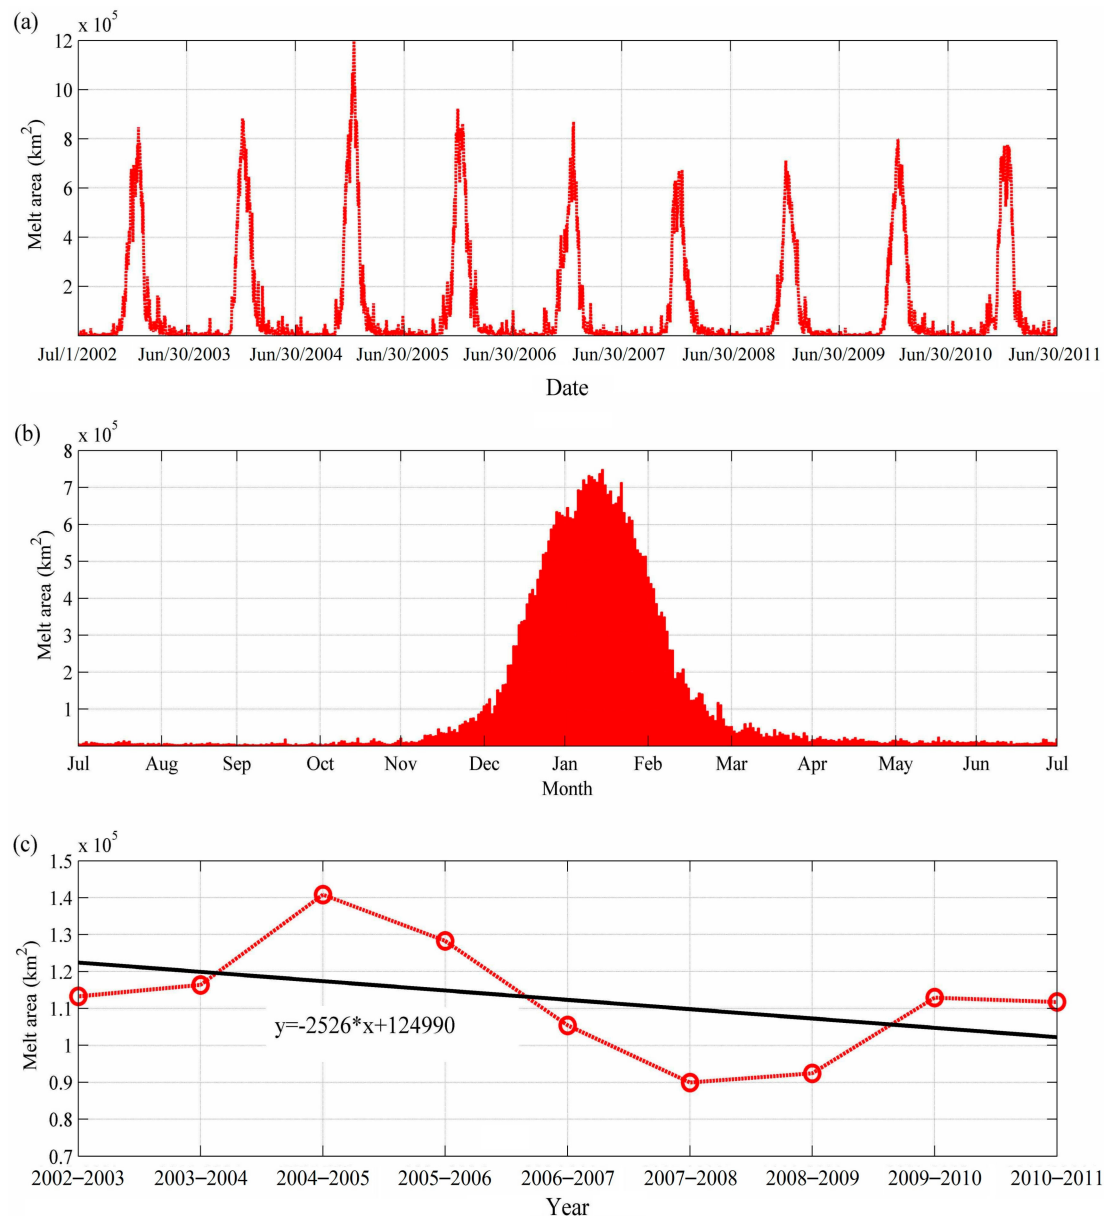 (a)
x 10^5
12
10
8
6
4
2
Melt area (km^2)
Jul/1/2002 Jun/30/2003 Jun/30/2004 Jun/30/2005 Jun/30/2006 Jun/30/2007 Jun/30/2008 Jun/30/2009 Jun/30/2010 Jun/30/2011
Date
(b)
x 10^5
8
7
6
5
4
3
2
1
Melt area (km^2)
Jul Aug Sep Oct Nov Dec Jan Feb Mar Apr May Jun Jul
Month
(c)
x 10^5
1.5
1.4
1.3
1.2
1.1
1
0.9
0.8
0.7
Melt area (km^2)
y=-2526*x+124990
2002–2003 2003–2004 2004–2005 2005–2006 2006–2007 2007–2008 2008–2009 2009–2010 2010–2011
Year